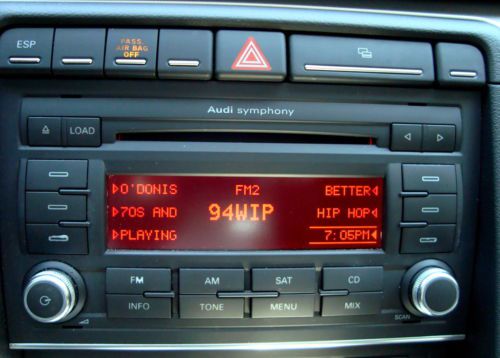 ESP
PASS
AIR BAG
OFF
Audi symphony
LOAD
O'DONIS FM2 BETTER
70S AND 94WIP HIP HOP
PLAYING 7:05PM
FM AM SAT CD
INFO TONE MENU MIX
SCAN